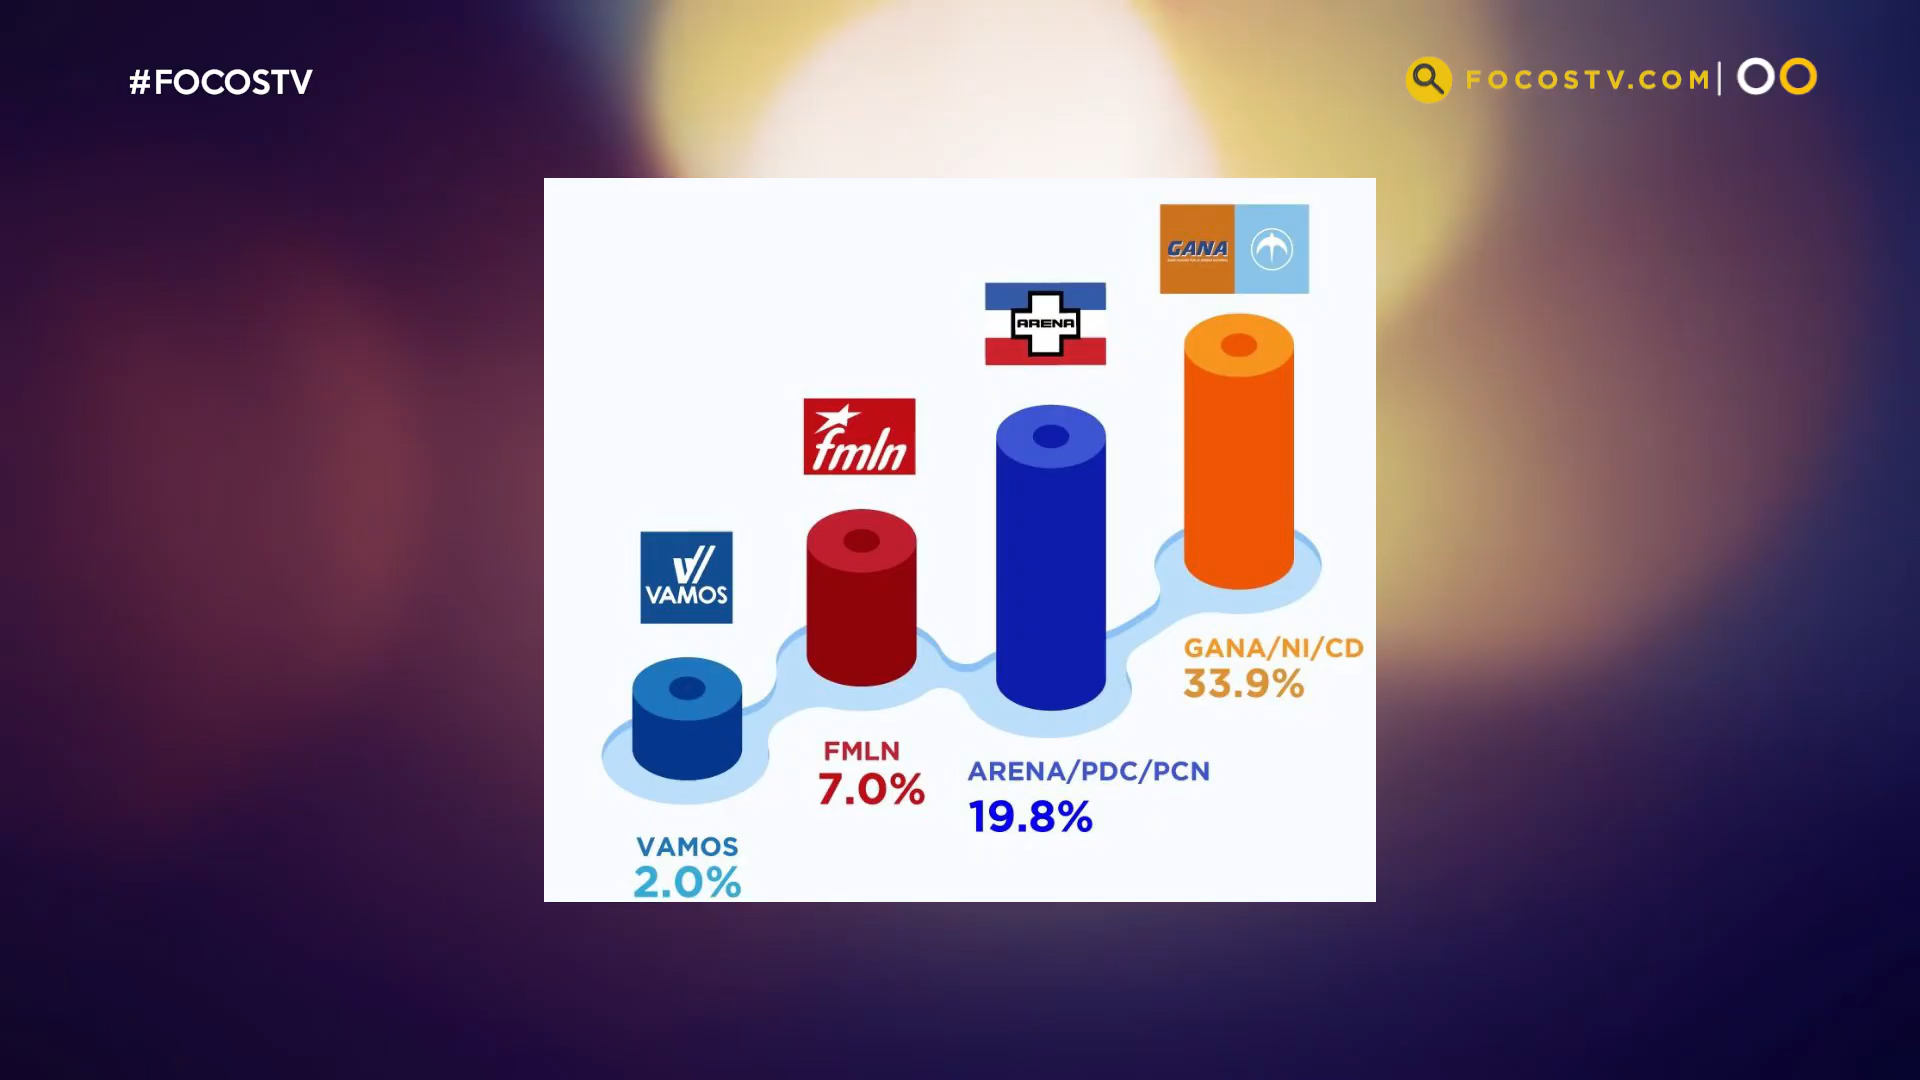 #FOCOSTV
FOCOSTV.COM
GANA
ARENA
fmln
VAMOS
GANA/NI/CD
33.9%
FMLN
7.0%
ARENA/PDC/PCN
19.8%
VAMOS
2.0%